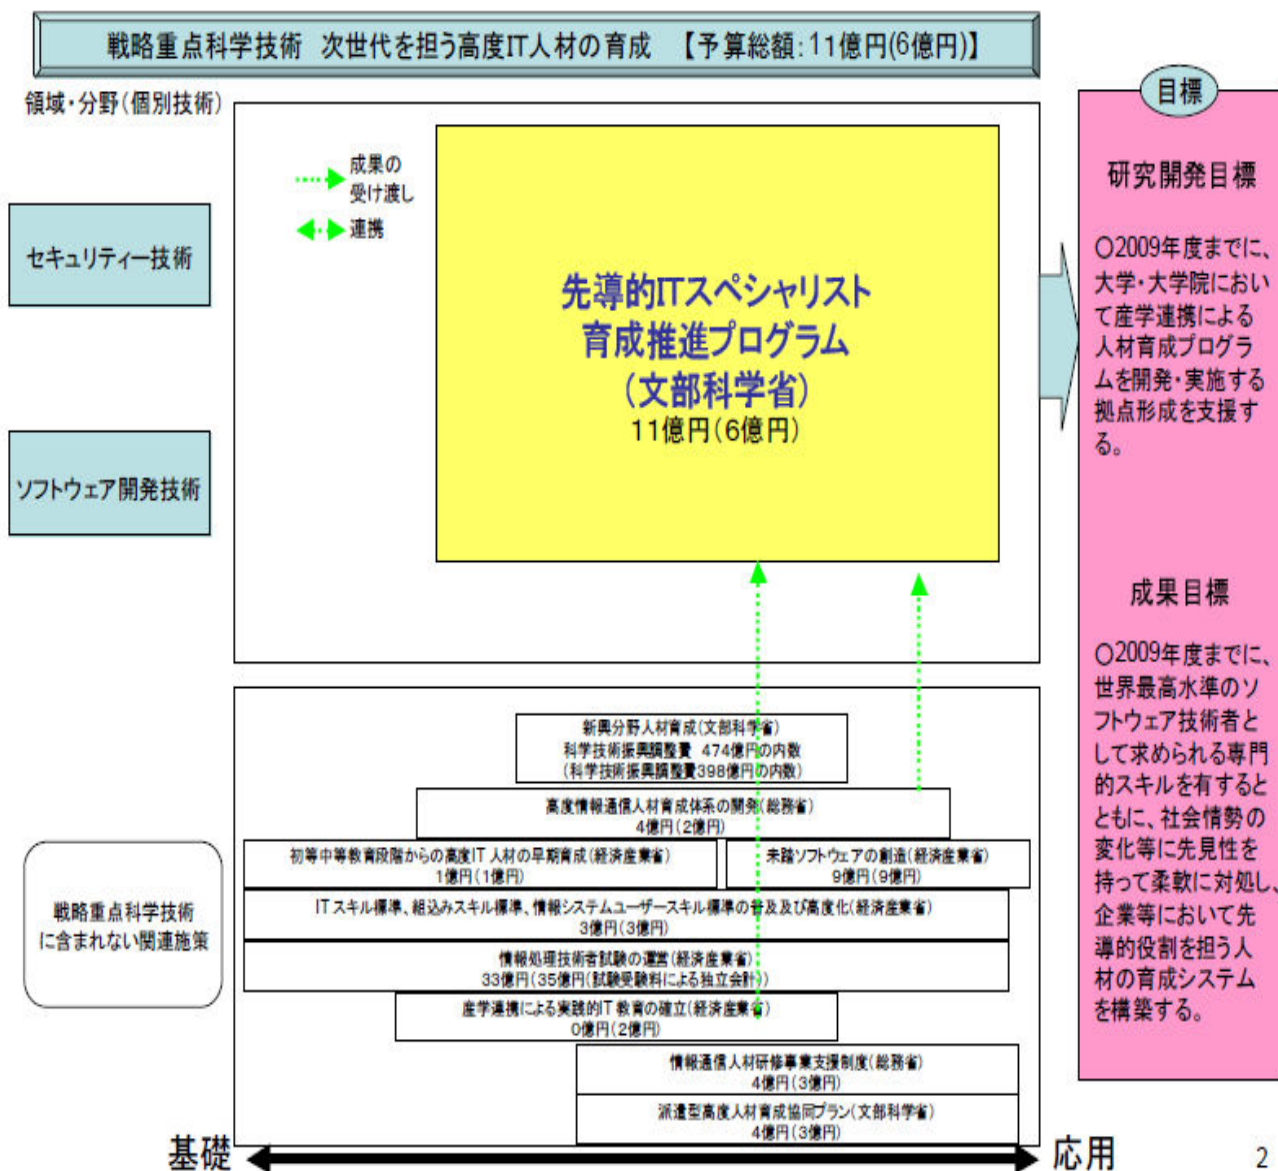 戦略重点科学技術 次世代を担う高度IT人材の育成 【予算総額：11億円(6億円)】
領域・分野(個別技術)
成果の
受け渡し
連携
セキュリティー技術
ソフトウェア開発技術
先導的ITスペシャリスト
育成推進プログラム
(文部科学省)
11億円(6億円)
目標
研究開発目標
○2009年度までに、
大学・大学院におい
て産学連携による
人材育成プログラ
ムを開発・実施する
拠点形成を支援す
る。
成果目標
○2009年度までに、
世界最高水準のソ
フトウェア技術者と
して求められる専門
的スキルを有すると
ともに、社会情勢の
変化等に先見性を
持って柔軟に対処し、
企業等において先
導的役割を担う人
材の育成システム
を構築する。
戦略重点科学技術
に含まれない関連施策
新興分野人材育成(文部科学省)
科学技術振興調整費 474億円の内数
(科学技術振興調整費398億円の内数)
高度情報通信人材育成体系の開発(総務省)
4億円(2億円)
初等中等教育段階からの高度IT 人材の早期育成(経済産業省)
1億円(1億円)
未踏ソフトウェアの創造(経済産業省)
9億円(9億円)
ITスキル標準、組込みスキル標準、情報システムユーザースキル標準の普及及び高度化(経済産業省)
3億円(3億円)
情報処理技術者試験の運営(経済産業省)
33億円(35億円(試験受験料による独立会計))
産学連携による実践的IT教育の確立(経済産業省)
0億円(2億円)
情報通信人材研修事業支援制度(総務省)
4億円(3億円)
派遣型高度人材育成協同プラン(文部科学省)
4億円(3億円)
基礎
応用
2